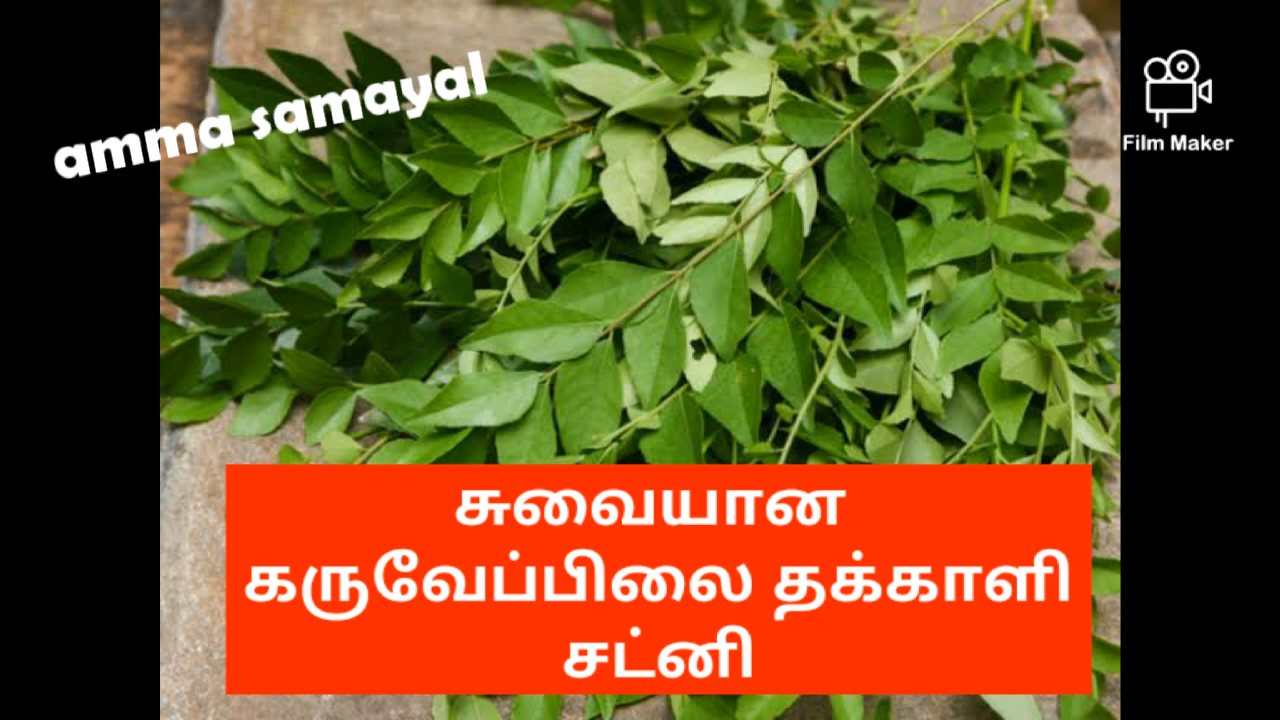 amma samayal
Film Maker
சுவையான
கருவேப்பிலை தக்காளி
சட்னி